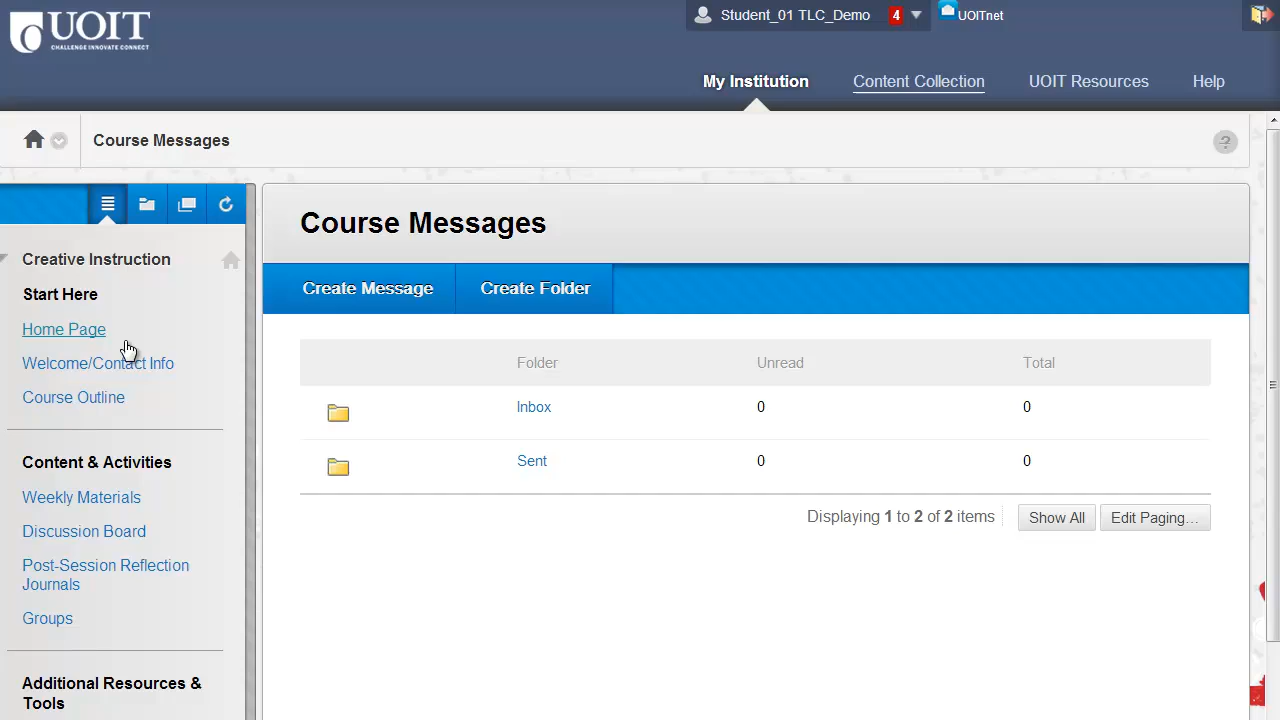 UOIT
CHALLENGE INNOVATE CONNECT
Student_01 TLC_Demo 4
UOITnet
My Institution
Content Collection
UOIT Resources
Help
Course Messages
?
Creative Instruction
Start Here
Home Page
Welcome/Contact Info
Course Outline
Content & Activities
Weekly Materials
Discussion Board
Post-Session Reflection
Journals
Groups
Additional Resources &
Tools
Course Messages
Create Message
Create Folder
Folder Unread Total
Inbox 0 0
Sent 0 0
Displaying 1 to 2 of 2 items
Show All
Edit Paging...